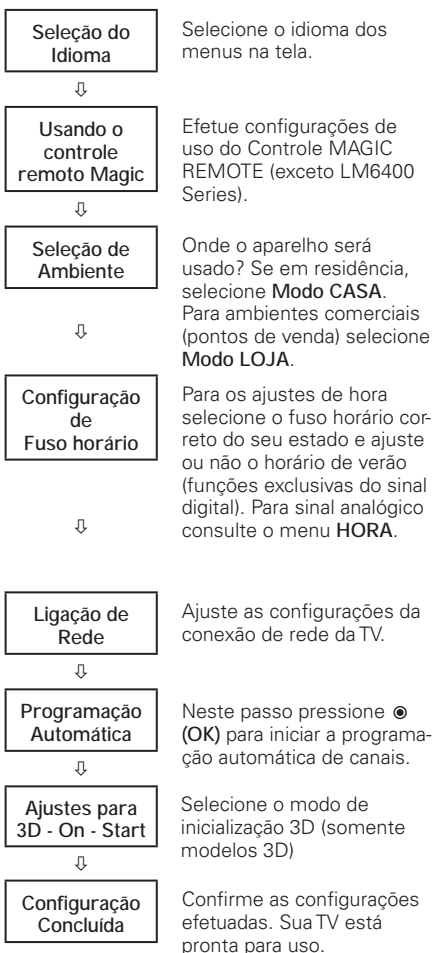 Seleção do
Idioma
Selecione o idioma dos
menus na tela.
⇩
Usando o
controle
remoto Magic
Efetue configurações de
uso do Controle MAGIC
REMOTE (exceto LM6400
Series).
⇩
Seleção de
Ambiente
Onde o aparelho será
usado? Se em residência,
selecione Modo CASA.
Para ambientes comerciais
(pontos de venda) selecione
Modo LOJA.
⇩
Configuração
de
Fuso horário
Para os ajustes de hora
selecione o fuso horário cor-
reto do seu estado e ajuste
ou não o horário de verão
(funções exclusivas do sinal
digital). Para sinal analógico
consulte o menu HORA.
⇩
Ligação de
Rede
Ajuste as configurações da
conexão de rede da TV.
⇩
Programação
Automática
Neste passo pressione ◉
(OK) para iniciar a programa-
ção automática de canais.
⇩
Ajustes para
3D - On - Start
Selecione o modo de
inicialização 3D (somente
modelos 3D)
⇩
Configuração
Concluída
Confirme as configurações
efetuadas. Sua TV está
pronta para uso.